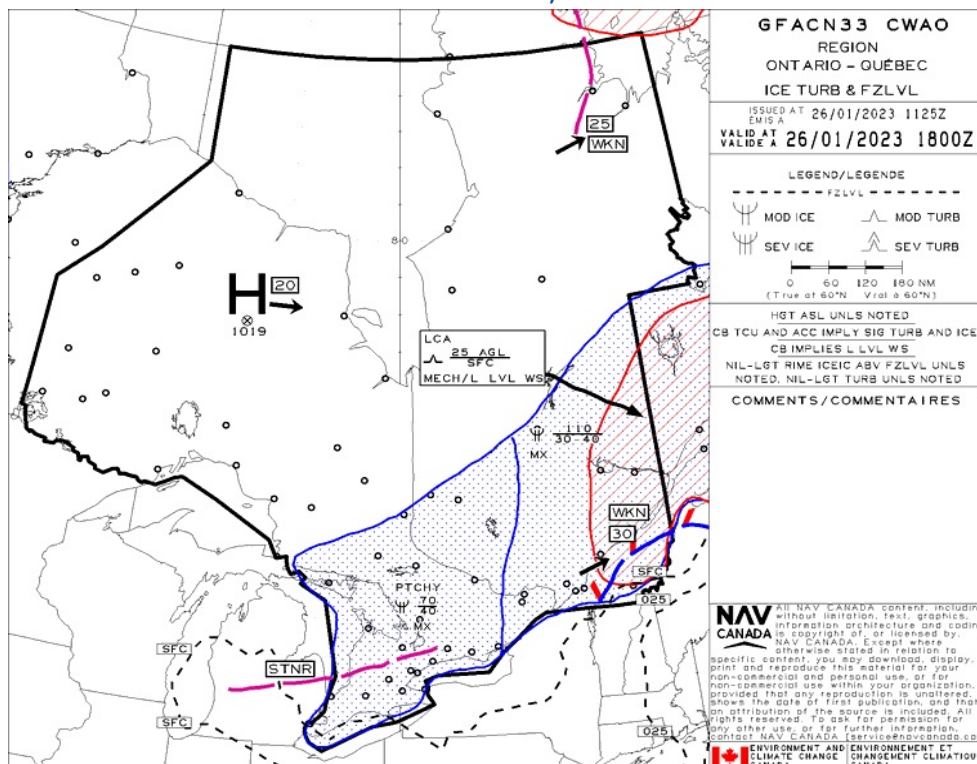 GFACN33 CWAO
REGION
ONTARIO - QUÉBEC
ICE TURB & FZLVL
ISSUED AT 26/01/2023 1125Z
EMIS A
VALID AT 26/01/2023 1800Z
VALIDE A
LEGEND/LÉGENDE
FZLVL
MOD ICE
MOD TURB
SEV ICE
SEV TURB
0 60 120 180 NM
(True at 60°N Vrai à 60°N)
HGT ASL UNLS NOTED
CB TCU AND ACC IMPLY SIG TURB AND ICE
CB IMPLIES L LVL WS
NIL-LGT RIME ICEIC ABV FZLVL UNLS
NOTED. NIL-LGT TURB UNLS NOTED
COMMENTS/COMMENTAIRES
25
WKN
80
H
20
1019
LCA
25 AGL
SFC
MECH/L LVL WS
110
30-40
MX
WKN
30
SFC
025
PTCHY
70
40
MX
SFC
STNR
SFC
025
NAV
CANADA
All NAV CANADA content, including
without limitation, text, graphics,
information architecture and coding
is copyright of, or licensed by,
NAV CANADA. Except where
otherwise stated in relation to
specific content, you may download, display,
print and reproduce this material for your
non-commercial and personal use, or for
non-commercial use within your organization,
provided that any reproduction is unaltered,
shows the date of first publication, and that
an attribution of the source is included. All
rights reserved. To ask for permission for
any other use, or for further information,
contact NAV CANADA [service@navcanada.ca
ENVIRONMENT AND
CLIMATE CHANGE
CANADA
ENVIRONNEMENT ET
CHANGEMENT CLIMATIQUE
CANADA